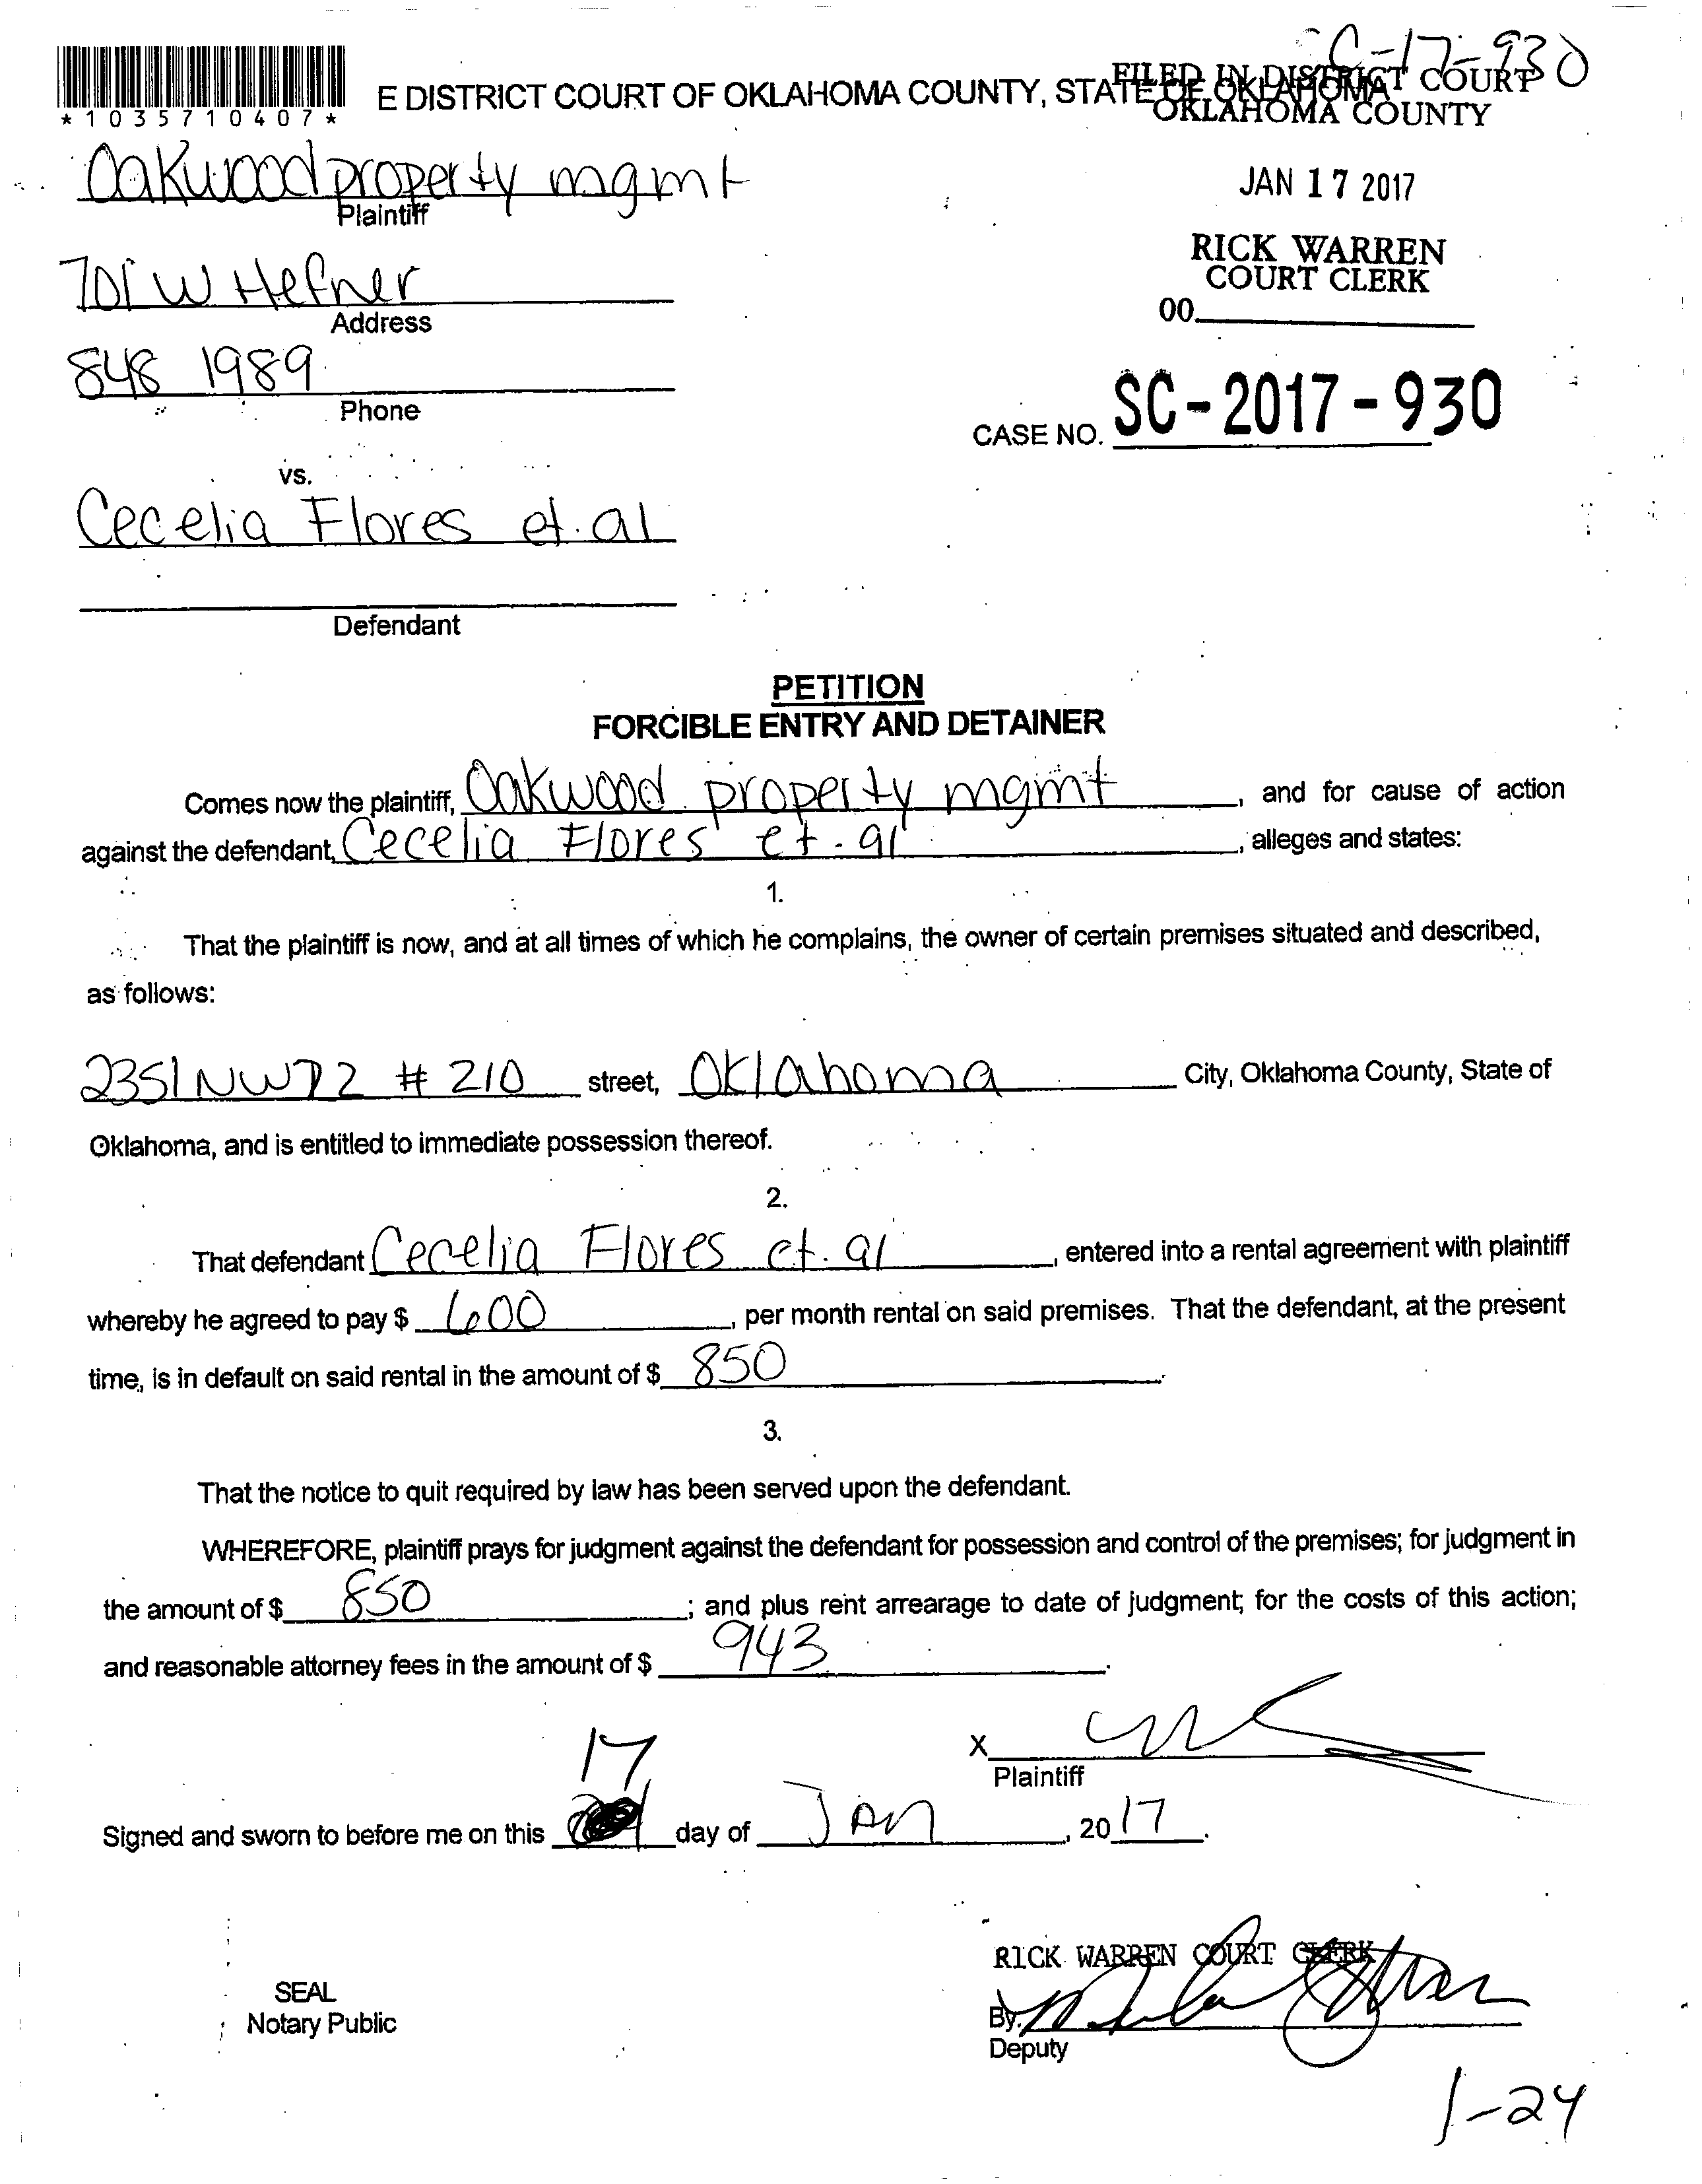 SC-17-930
E DISTRICT COURT OF OKLAHOMA COUNTY, STATE OF OKLAHOMA
FILED IN DISTRICT COURT
OKLAHOMA COUNTY
*1035710407*
Oakwood property mgmt
Plaintiff
JAN 17 2017
RICK WARREN
COURT CLERK
00
701 W Hefner
Address
848 1989
Phone
CASE NO. SC-2017-930
vs.
Cecelia Flores et.al
Defendant
PETITION
FORCIBLE ENTRY AND DETAINER
Comes now the plaintiff, Oakwood property mgmt, and for cause of action
against the defendant, Cecelia Flores et.al, alleges and states:
1.
That the plaintiff is now, and at all times of which he complains, the owner of certain premises situated and described,
as follows:
2351 NW 72 # 210 street, Oklahoma City, Oklahoma County, State of
Oklahoma, and is entitled to immediate possession thereof.
2.
That defendant Cecelia Flores et.al, entered into a rental agreement with plaintiff
whereby he agreed to pay $ 600, per month rental on said premises. That the defendant, at the present
time, is in default on said rental in the amount of $ 850.
3.
That the notice to quit required by law has been served upon the defendant.
WHEREFORE, plaintiff prays for judgment against the defendant for possession and control of the premises; for judgment in
the amount of $ 850; and plus rent arrearage to date of judgment; for the costs of this action;
and reasonable attorney fees in the amount of $ 943.
X
Plaintiff
17
Signed and sworn to before me on this day of Jan, 2017.
RICK WARREN COURT CLERK
SEAL
Notary Public
By:
Deputy
1-24